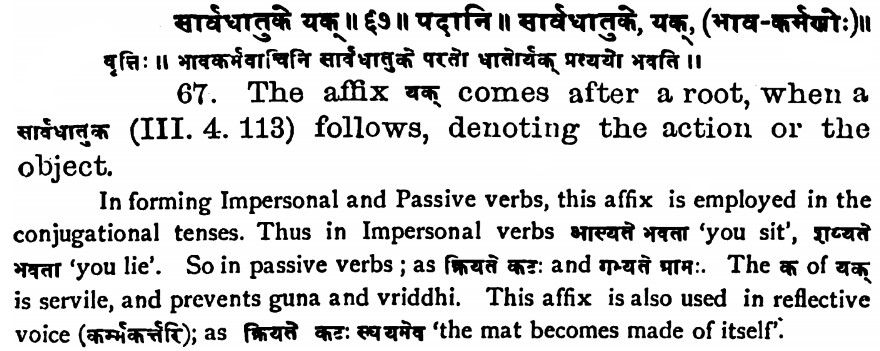 सार्वधातुके यक् ॥ ६७ ॥ पदानि ॥ सार्वधातुके, यक्, (भाव-कर्मणोः) ॥
वृत्तिः ॥ भावकर्मवाचिनि सार्वधातुके परतो धातोर्यक् प्रत्ययो भवति ॥
67. The affix यक् comes after a root, when a
सार्वधातुक (III. 4. 113) follows, denoting the action or the
object.
In forming Impersonal and Passive verbs, this affix is employed in the
conjugational tenses. Thus in Impersonal verbs आस्यते भवता 'you sit', शय्यते
भवता 'you lie'. So in passive verbs ; as क्रियते कटः and गम्यते ग्रामः. The क of यक्
is servile, and prevents guna and vriddhi. This affix is also used in reflective
voice (कर्म्मकर्त्तरि); as क्रियते कटः स्वयमेव 'the mat becomes made of itself'.